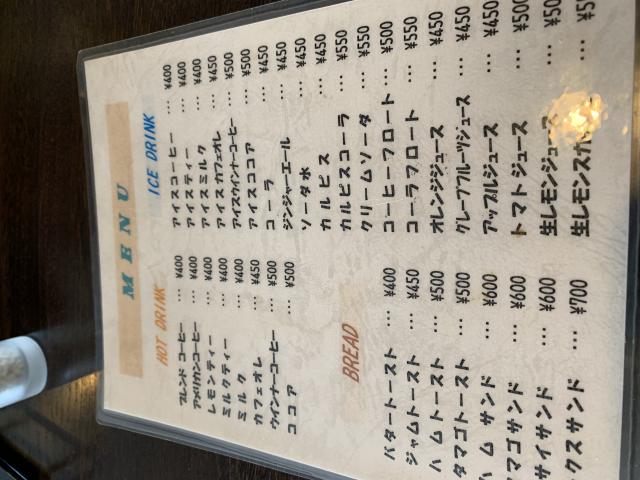 MENU
HOT DRINK
ブレンドコーヒー … ¥400
アメリカンコーヒー … ¥400
レモンティー … ¥400
ミルクティー … ¥400
ミルク … ¥400
カフェオレ … ¥450
ウインナーコーヒー … ¥500
ココア … ¥500
BREAD
バタートースト … ¥400
ジャムトースト … ¥450
ハムトースト … ¥500
タマゴトースト … ¥500
ハムサンド … ¥600
マゴサンド … ¥600
サイサンド … ¥600
クスサンド … ¥700
ICE DRINK
アイスコーヒー … ¥400
アイスティー … ¥400
アイスミルク … ¥400
アイスカフェオレ … ¥450
アイスウインナーコーヒー … ¥500
アイスココア … ¥500
コーラ … ¥450
ジンジャーエール … ¥450
ソーダ水 … ¥450
カルピス … ¥450
カルピスコーラ … ¥550
クリームソーダ … ¥550
コーヒーフロート … ¥500
コーラフロート … ¥550
オレンジジュース … ¥450
グレープフルーツジュース … ¥450
アップルジュース … ¥450
トマトジュース … ¥500
生レモンジュース …
生レモンスカ …